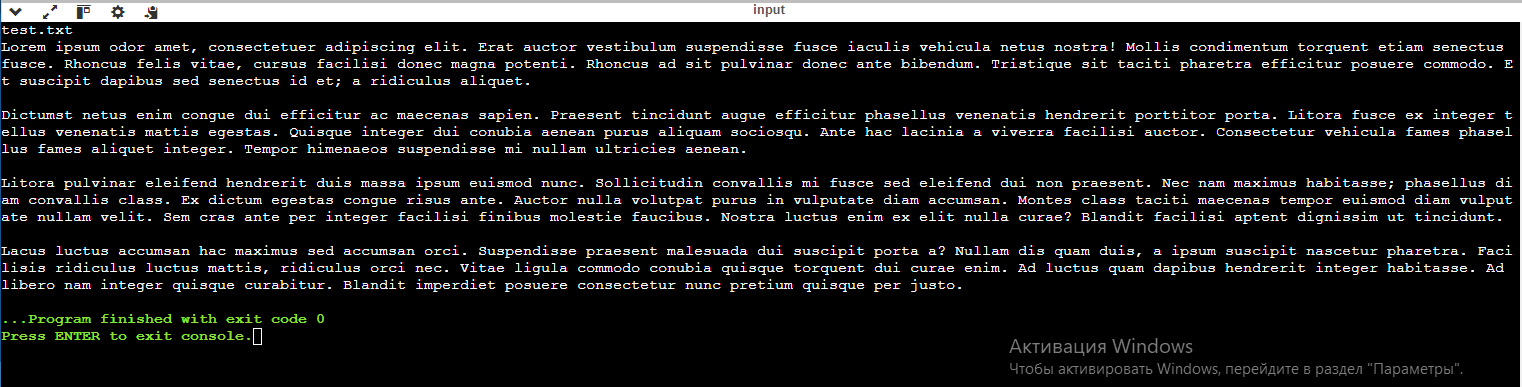 input
test.txt
Lorem ipsum odor amet, consectetuer adipiscing elit. Erat auctor vestibulum suspendisse fusce iaculis vehicula netus nostra! Mollis condimentum torquent etiam senectus
fusce. Rhoncus felis vitae, cursus facilisi donec magna potenti. Rhoncus ad sit pulvinar donec ante bibendum. Tristique sit taciti pharetra efficitur posuere commodo. E
t suscipit dapibus sed senectus id et; a ridiculus aliquet.
Dictumst netus enim congue dui efficitur ac maecenas sapien. Praesent tincidunt augue efficitur phasellus venenatis hendrerit porttitor porta. Litora fusce ex integer t
ellus venenatis mattis egestas. Quisque integer dui conubia aenean purus aliquam sociosqu. Ante hac lacinia a viverra facilisi auctor. Consectetur vehicula fames phasel
lus fames aliquet integer. Tempor himenaeos suspendisse mi nullam ultricies aenean.
Litora pulvinar eleifend hendrerit duis massa ipsum euismod nunc. Sollicitudin convallis mi fusce sed eleifend dui non praesent. Nec nam maximus habitasse; phasellus di
am convallis class. Ex dictum egestas congue risus ante. Auctor nulla volutpat purus in vulputate diam accumsan. Montes class taciti maecenas tempor euismod diam vulput
ate nullam velit. Sem cras ante per integer facilisi finibus molestie faucibus. Nostra luctus enim ex elit nulla curae? Blandit facilisi aptent dignissim ut tincidunt.
Lacus luctus accumsan hac maximus sed accumsan orci. Suspendisse praesent malesuada dui suscipit porta a? Nullam dis quam duis, a ipsum suscipit nascetur pharetra. Faci
lisis ridiculus luctus mattis, ridiculus orci nec. Vitae ligula commodo conubia quisque torquent dui curae enim. Ad luctus quam dapibus hendrerit integer habitasse. Ad
libero nam integer quisque curabitur. Blandit imperdiet posuere consectetur nunc pretium quisque per justo.
...Program finished with exit code 0
Press ENTER to exit console.
Активация Windows
Чтобы активировать Windows, перейдите в раздел "Параметры".